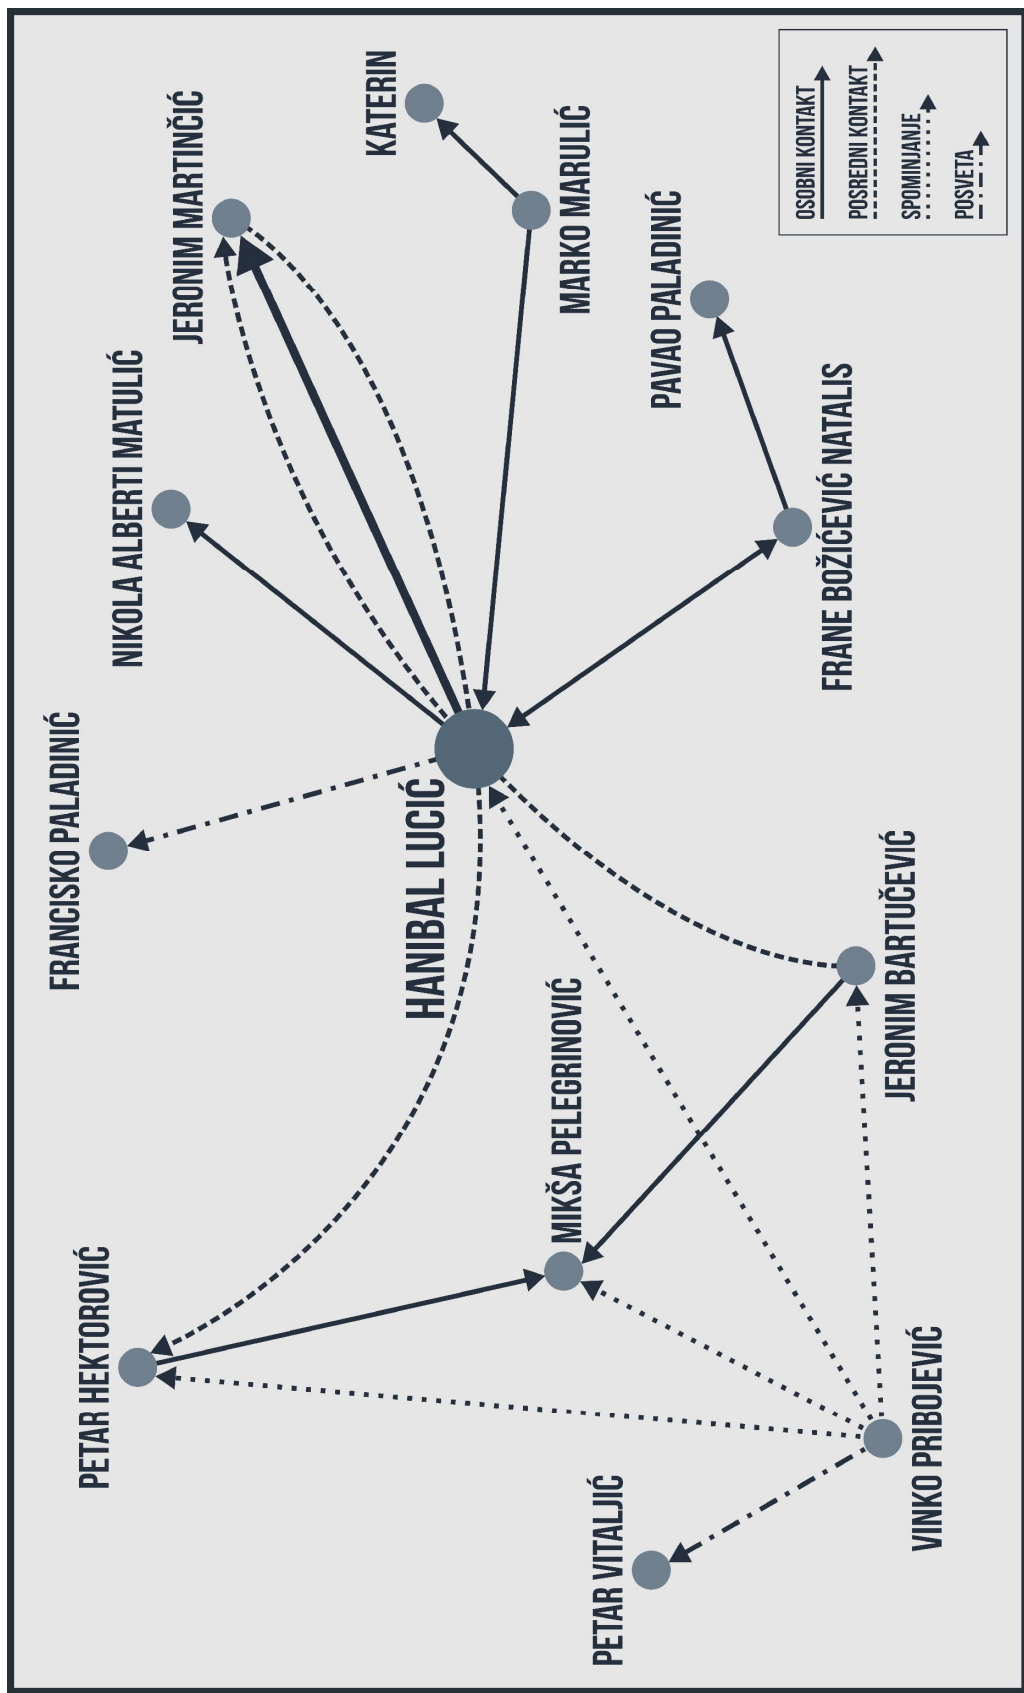 FRANCISKO PALADINIĆ
PETAR HEKTOROVIĆ
NIKOLA ALBERTI MATULIĆ
JERONIM MARTINČIĆ
KATERIN
HANIBAL LUCIĆ
MIKŠA PELEGRINOVIĆ
MARKO MARULIĆ
PETAR VITALJIĆ
PAVAO PALADINIĆ
FRANE BOŽIĆEVIĆ NATALIS
JERONIM BARTUČEVIĆ
VINKO PRIBOJEVIĆ
OSOBNI KONTAKT
POSREDNI KONTAKT
SPOMINJANJE
POSVETA